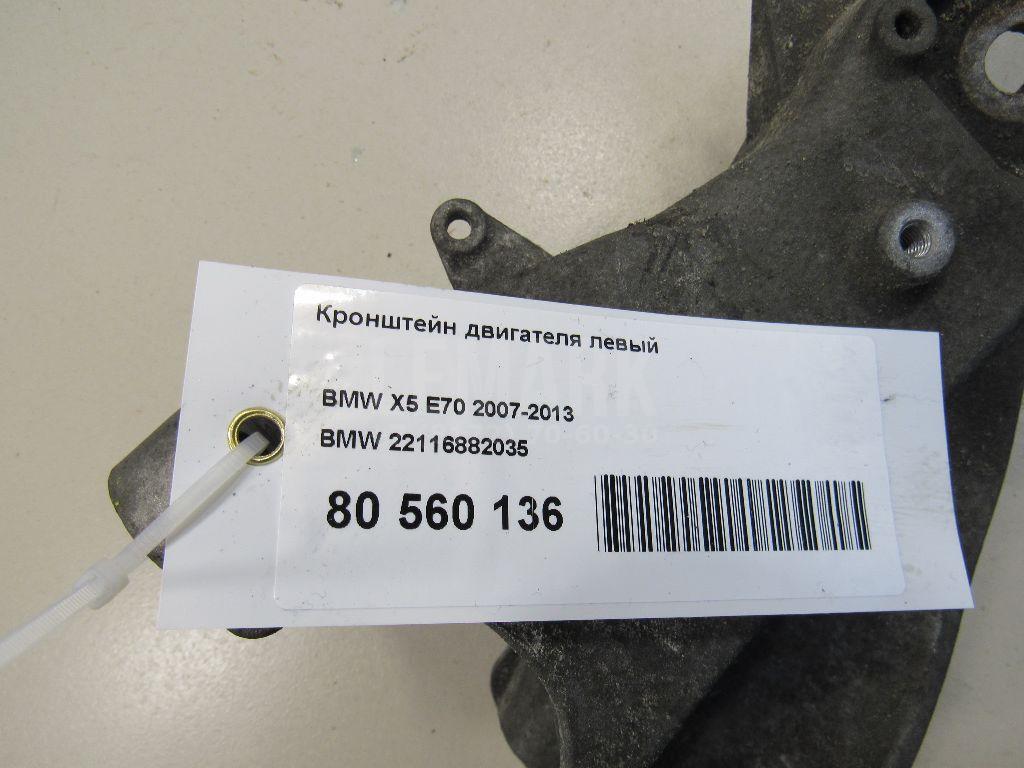 Кронштейн двигателя левый
BMW X5 E70 2007-2013
BMW 22116882035
80 560 136